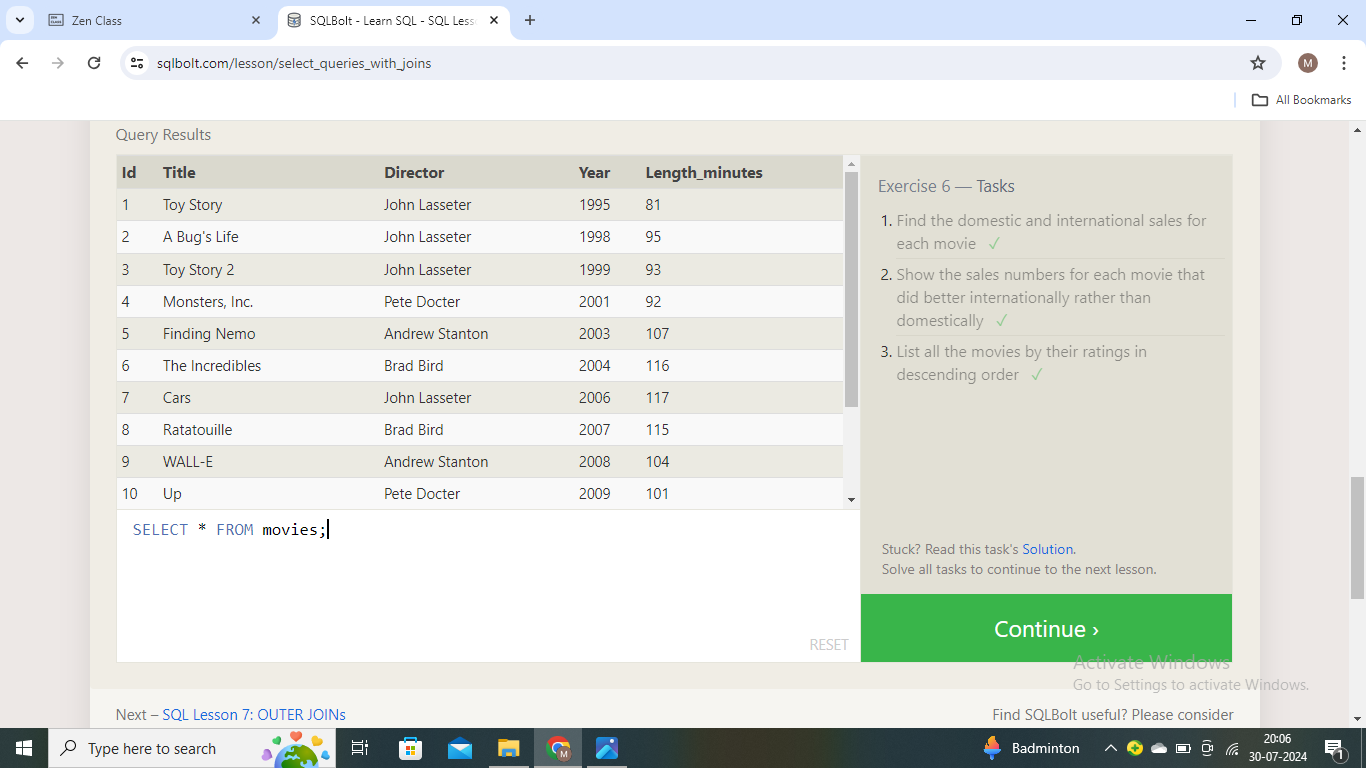 Zen Class
SQLBolt - Learn SQL - SQL Less
sqlbolt.com/lesson/select_queries_with_joins
M
All Bookmarks
Query Results
Id Title Director Year Length_minutes
1 Toy Story John Lasseter 1995 81
2 A Bug's Life John Lasseter 1998 95
3 Toy Story 2 John Lasseter 1999 93
4 Monsters, Inc. Pete Docter 2001 92
5 Finding Nemo Andrew Stanton 2003 107
6 The Incredibles Brad Bird 2004 116
7 Cars John Lasseter 2006 117
8 Ratatouille Brad Bird 2007 115
9 WALL-E Andrew Stanton 2008 104
10 Up Pete Docter 2009 101
SELECT * FROM movies;
RESET
Exercise 6 — Tasks
1. Find the domestic and international sales for
each movie ✓
2. Show the sales numbers for each movie that
did better internationally rather than
domestically ✓
3. List all the movies by their ratings in
descending order ✓
Stuck? Read this task's Solution.
Solve all tasks to continue to the next lesson.
Continue ›
Activate Windows
Go to Settings to activate Windows.
Next – SQL Lesson 7: OUTER JOINs
Find SQLBolt useful? Please consider
Type here to search
M
Badminton
20:06
30-07-2024
1